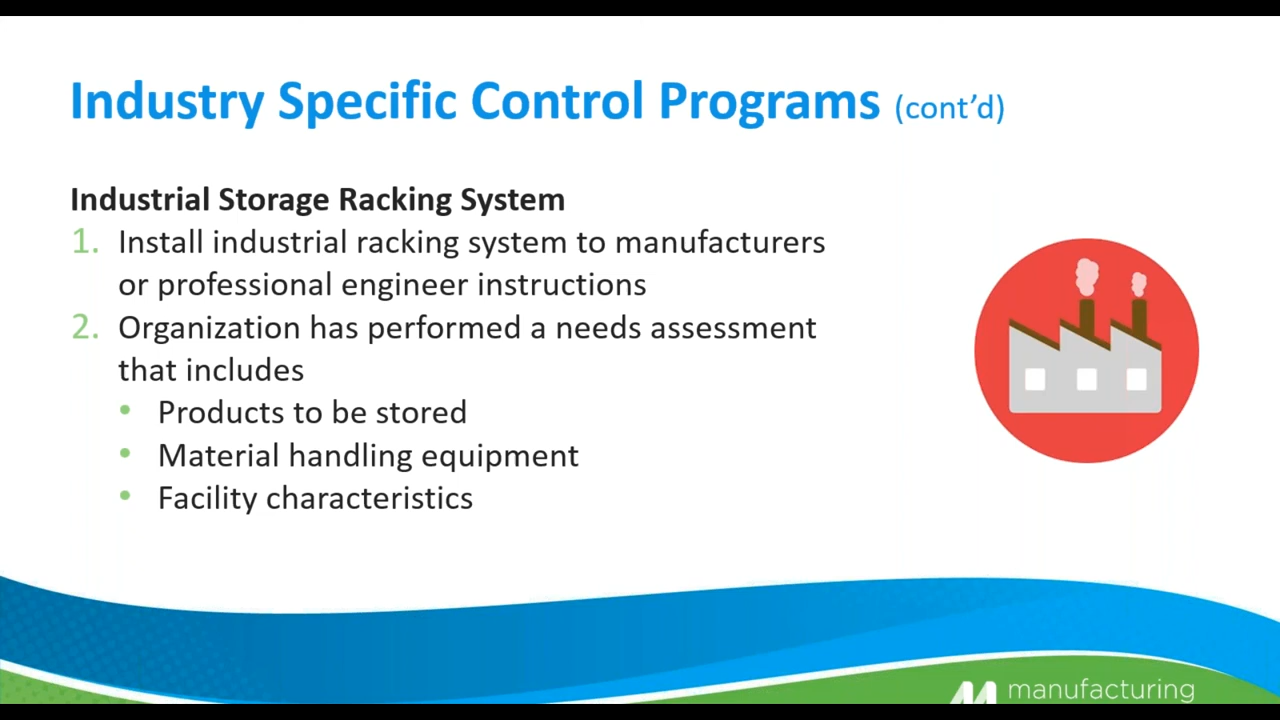 Industry Specific Control Programs (cont’d)
Industrial Storage Racking System
1. Install industrial racking system to manufacturers
or professional engineer instructions
2. Organization has performed a needs assessment
that includes
• Products to be stored
• Material handling equipment
• Facility characteristics
manufacturing